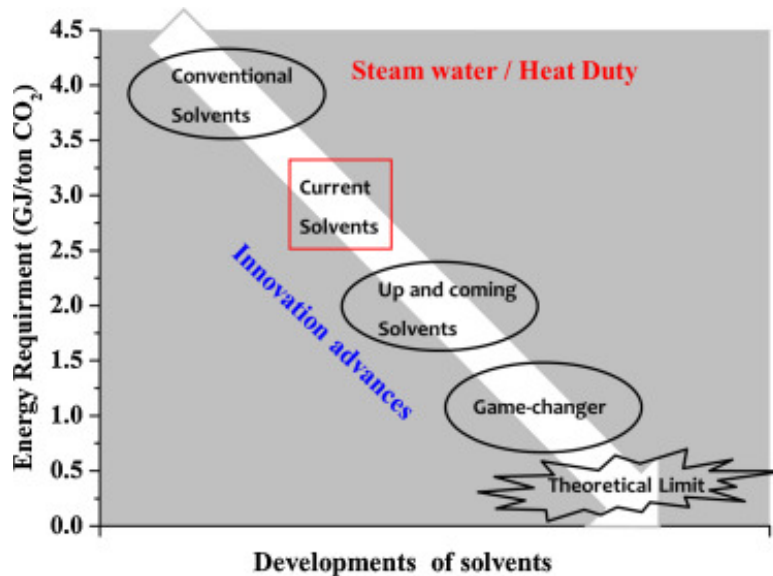 4.5
4.0
3.5
3.0
2.5
2.0
1.5
1.0
0.5
0.0
Energy Requirment (GJ/ton CO₂)
Steam water / Heat Duty
Conventional
Solvents
Current
Solvents
Up and coming
Solvents
Innovation advances
Game-changer
Theoretical Limit
Developments of solvents